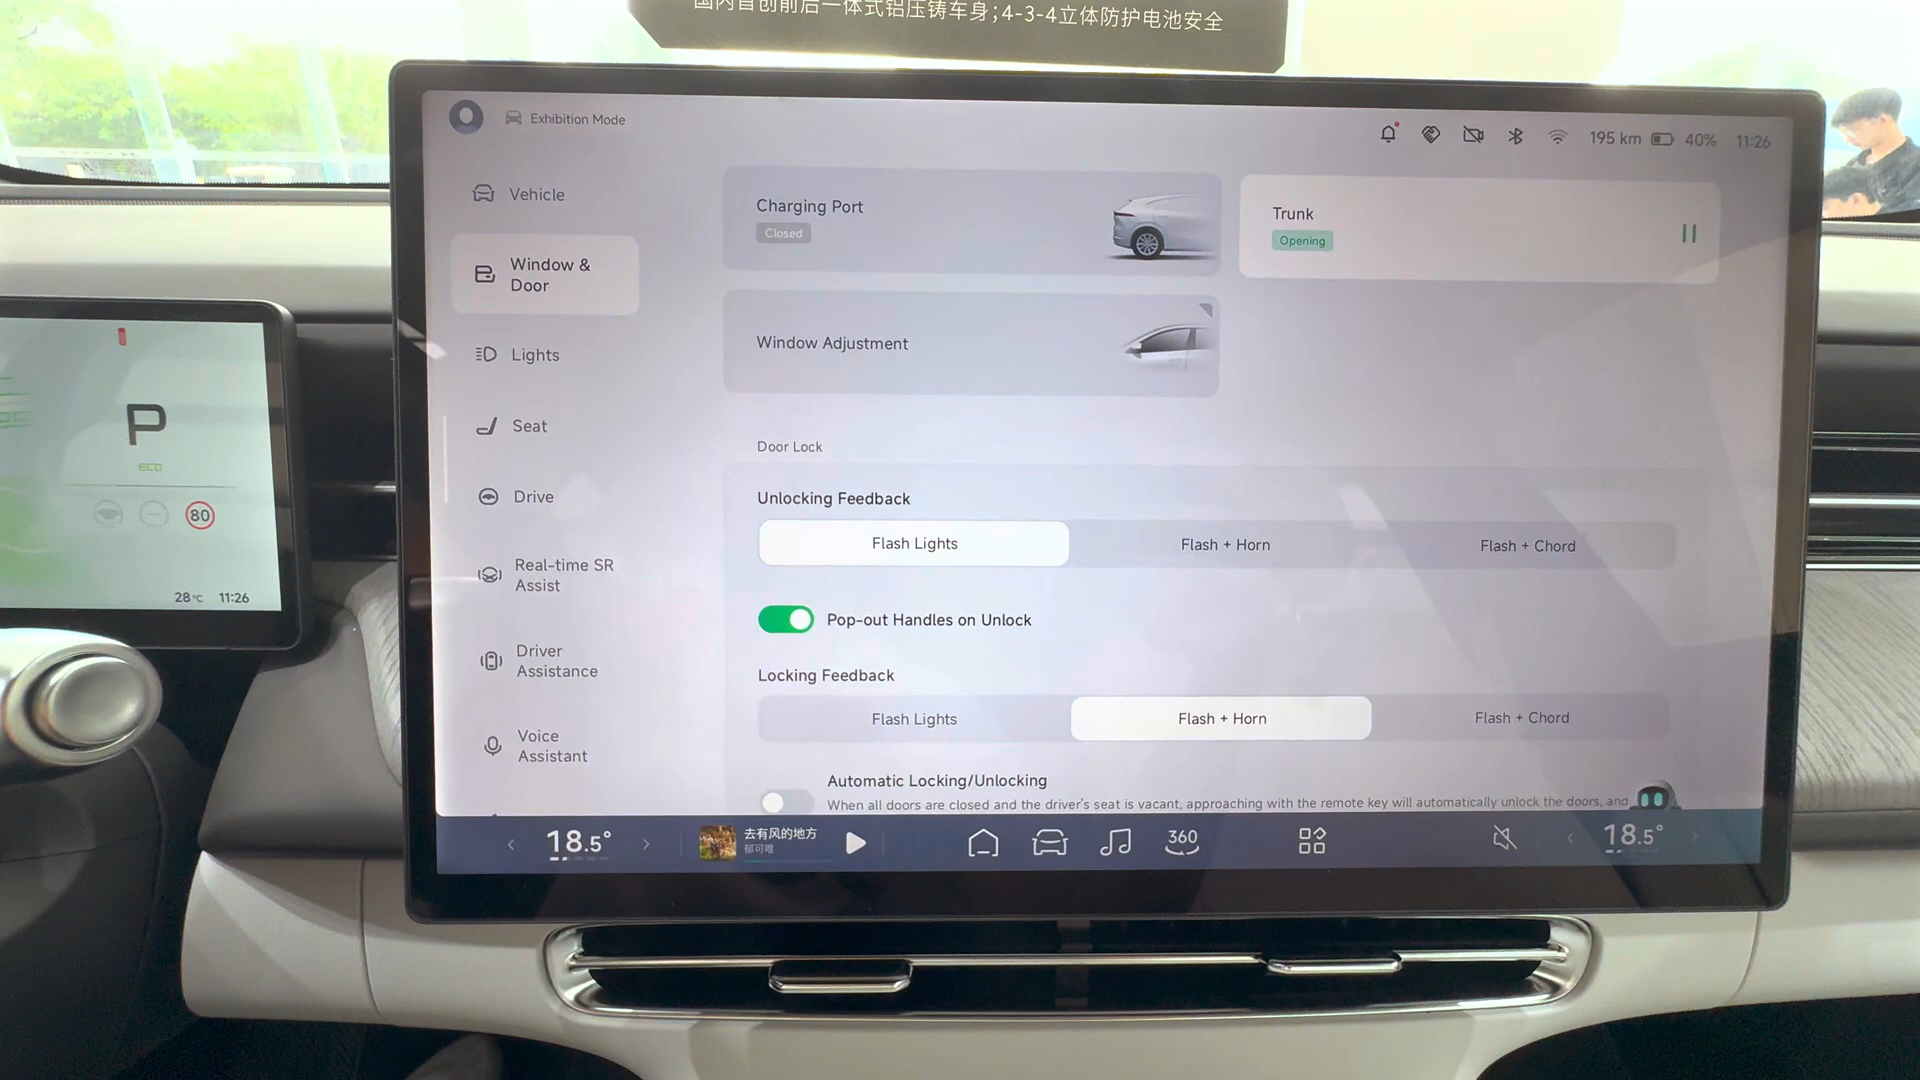 国内首创前后一体式铝压铸车身;4-3-4立体防护电池安全
Exhibition Mode
195 km
40%
11:26
Vehicle
Window &
Door
Lights
Seat
Drive
Real-time SR
Assist
Driver
Assistance
Voice
Assistant
Charging Port
Closed
Trunk
Opening
Window Adjustment
Door Lock
Unlocking Feedback
Flash Lights
Flash + Horn
Flash + Chord
Pop-out Handles on Unlock
Locking Feedback
Flash Lights
Flash + Horn
Flash + Chord
Automatic Locking/Unlocking
When all doors are closed and the driver's seat is vacant, approaching with the remote key will automatically unlock the doors, and
18.5°
去有风的地方
郁可唯
360
18.5°
P
eco
80
28°C
11:26